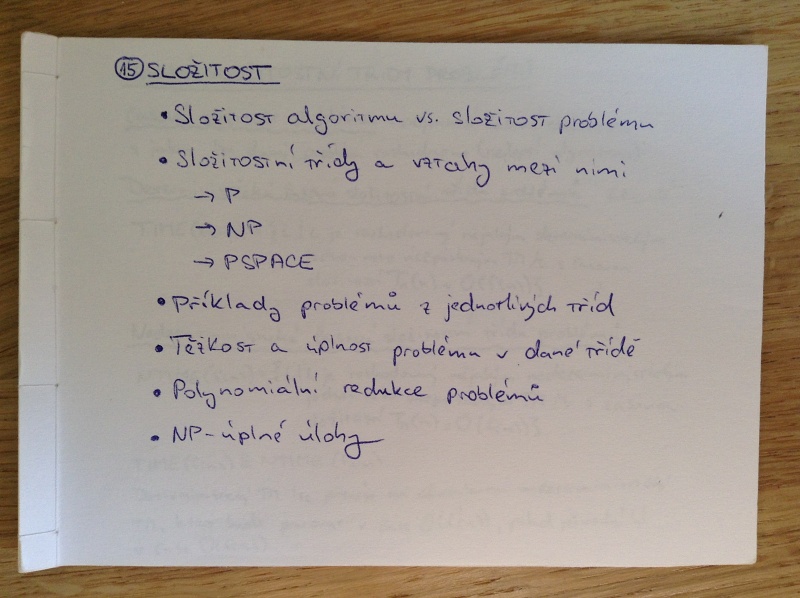 15 SLOŽITOST
• Složitost algoritmu vs. složitost problému
• Složitostní třídy a vztahy mezi nimi
→ P
→ NP
→ PSPACE
• Příklady problémů z jednotlivých tříd
• Těžkost a úplnost problému v dané třídě
• Polynomiální redukce problémů
• NP-úplné úlohy